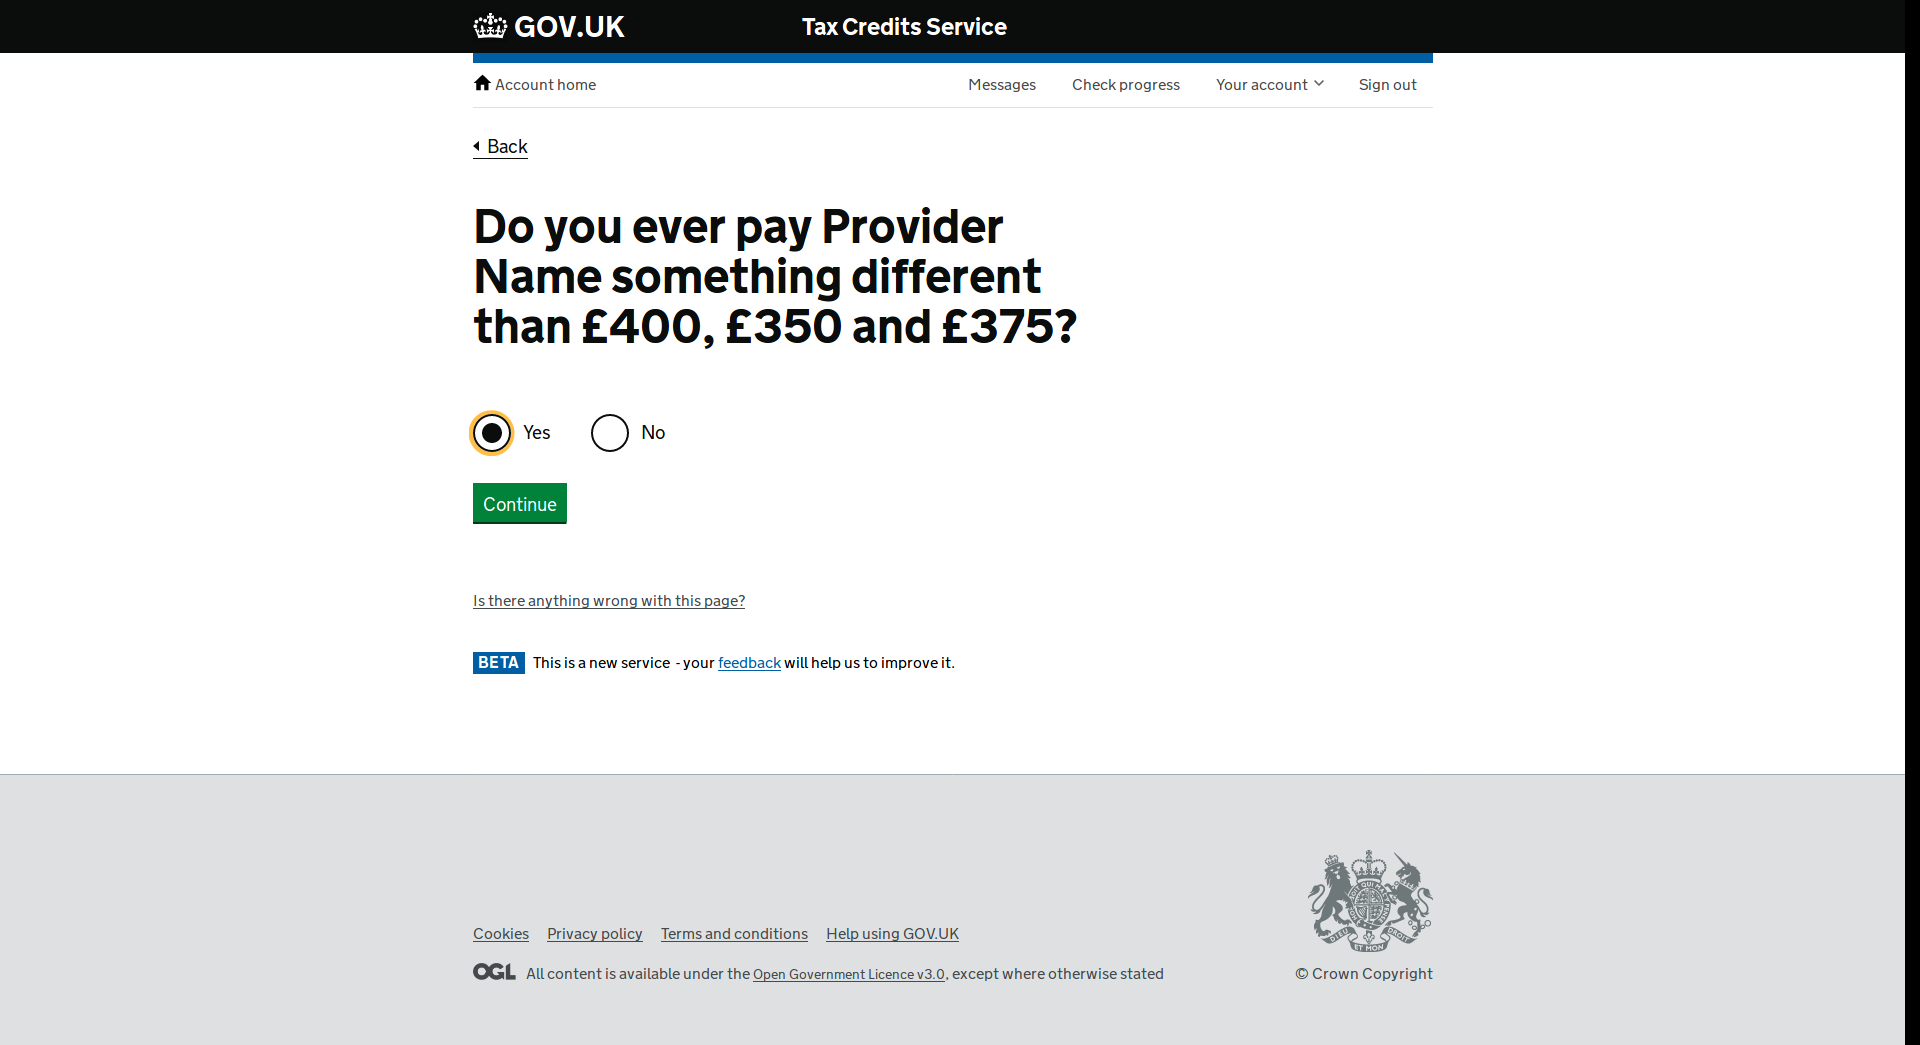 GOV.UK
Tax Credits Service
Account home
Messages
Check progress
Your account
Sign out
Back
Do you ever pay Provider
Name something different
than £400, £350 and £375?
Yes
No
Continue
Is there anything wrong with this page?
BETA This is a new service - your feedback will help us to improve it.
Cookies
Privacy policy
Terms and conditions
Help using GOV.UK
OGL All content is available under the Open Government Licence v3.0, except where otherwise stated
DIEU ET MON DROIT
© Crown Copyright